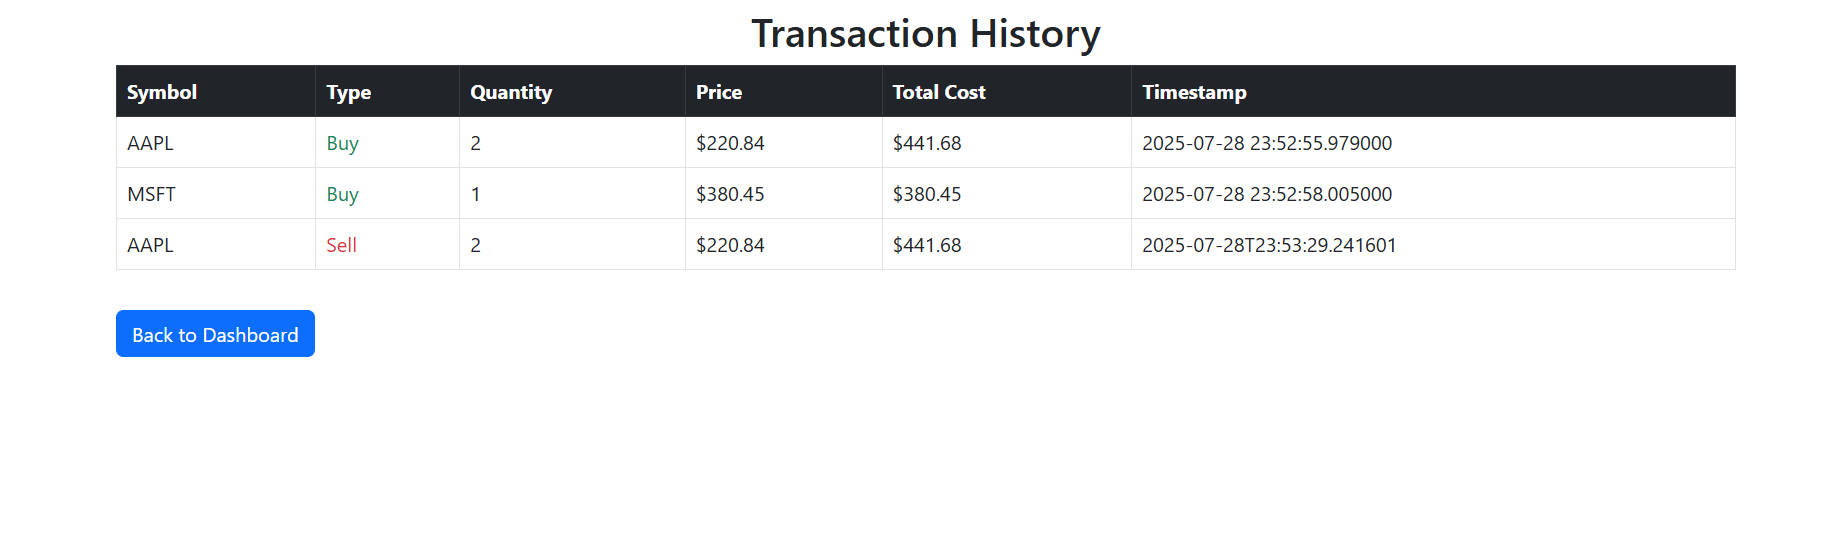 Transaction History
Symbol Type Quantity Price Total Cost Timestamp
AAPL Buy 2 $220.84 $441.68 2025-07-28 23:52:55.979000
MSFT Buy 1 $380.45 $380.45 2025-07-28 23:52:58.005000
AAPL Sell 2 $220.84 $441.68 2025-07-28T23:53:29.241601
Back to Dashboard